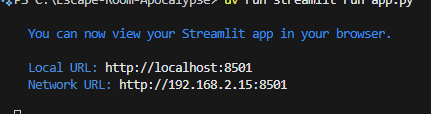 PS C:\Escape-Room-Apocalypse> uv run streamlit run app.py
You can now view your Streamlit app in your browser.
Local URL: http://localhost:8501
Network URL: http://192.168.2.15:8501